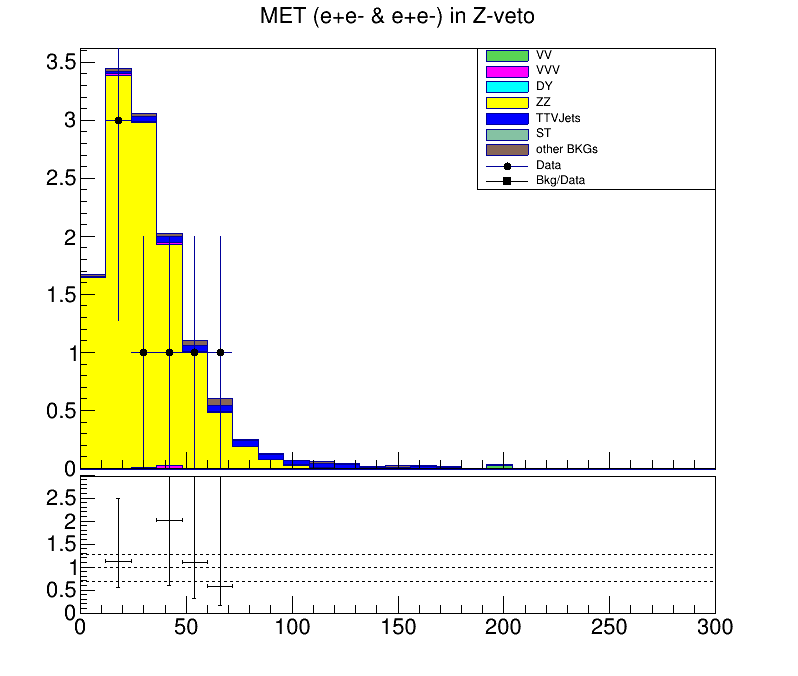 MET (e+e- & e+e-) in Z-veto
3.5
3
2.5
2
1.5
1
0.5
0
VV
VVV
DY
ZZ
TTVJets
ST
other BKGs
Data
Bkg/Data
2.5
2
1.5
1
0.5
0
0 50 100 150 200 250 300